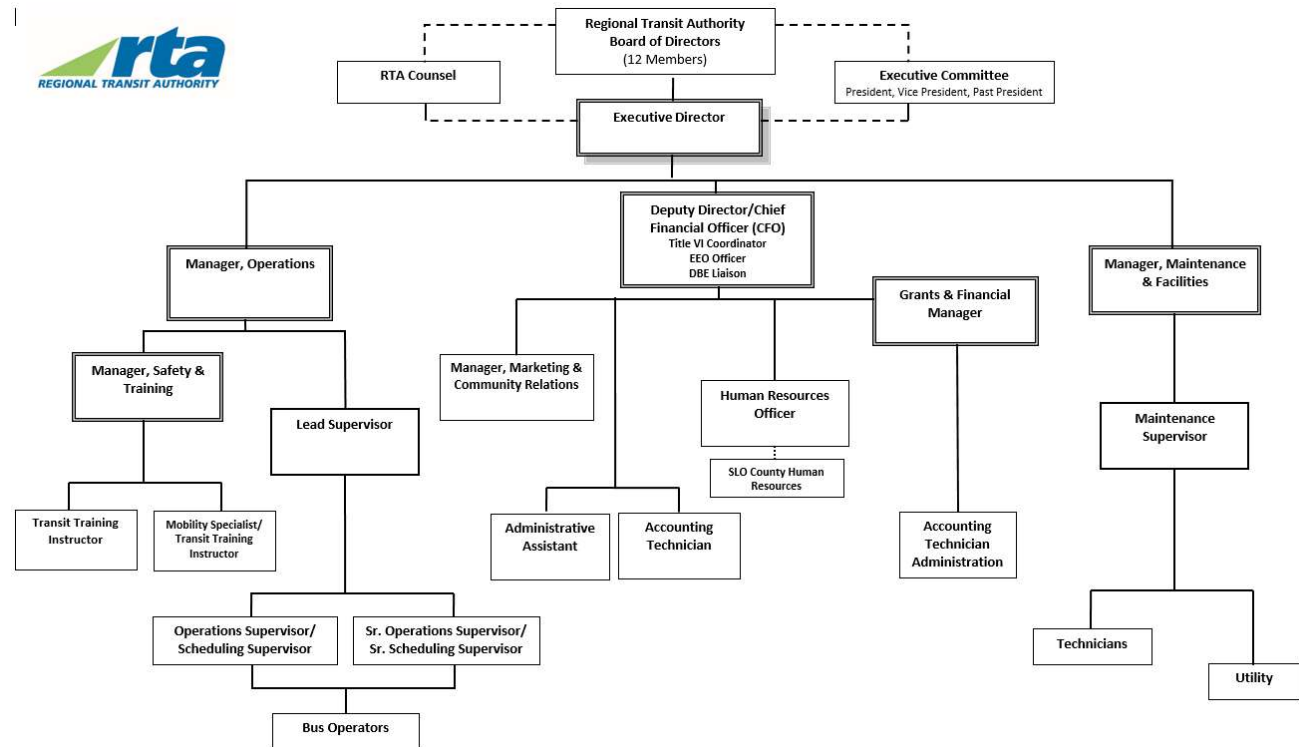 rta
REGIONAL TRANSIT AUTHORITY
Regional Transit Authority
Board of Directors
(12 Members)
RTA Counsel
Executive Committee
President, Vice President, Past President
Executive Director
Deputy Director/Chief
Financial Officer (CFO)
Title VI Coordinator
EEO Officer
DBE Liaison
Manager, Operations
Manager, Maintenance
& Facilities
Grants & Financial
Manager
Manager, Safety &
Training
Manager, Marketing &
Community Relations
Human Resources
Officer
Lead Supervisor
Maintenance
Supervisor
SLO County Human
Resources
Transit Training
Instructor
Mobility Specialist/
Transit Training
Instructor
Administrative
Assistant
Accounting
Technician
Accounting
Technician
Administration
Operations Supervisor/
Scheduling Supervisor
Sr. Operations Supervisor/
Sr. Scheduling Supervisor
Technicians
Utility
Bus Operators